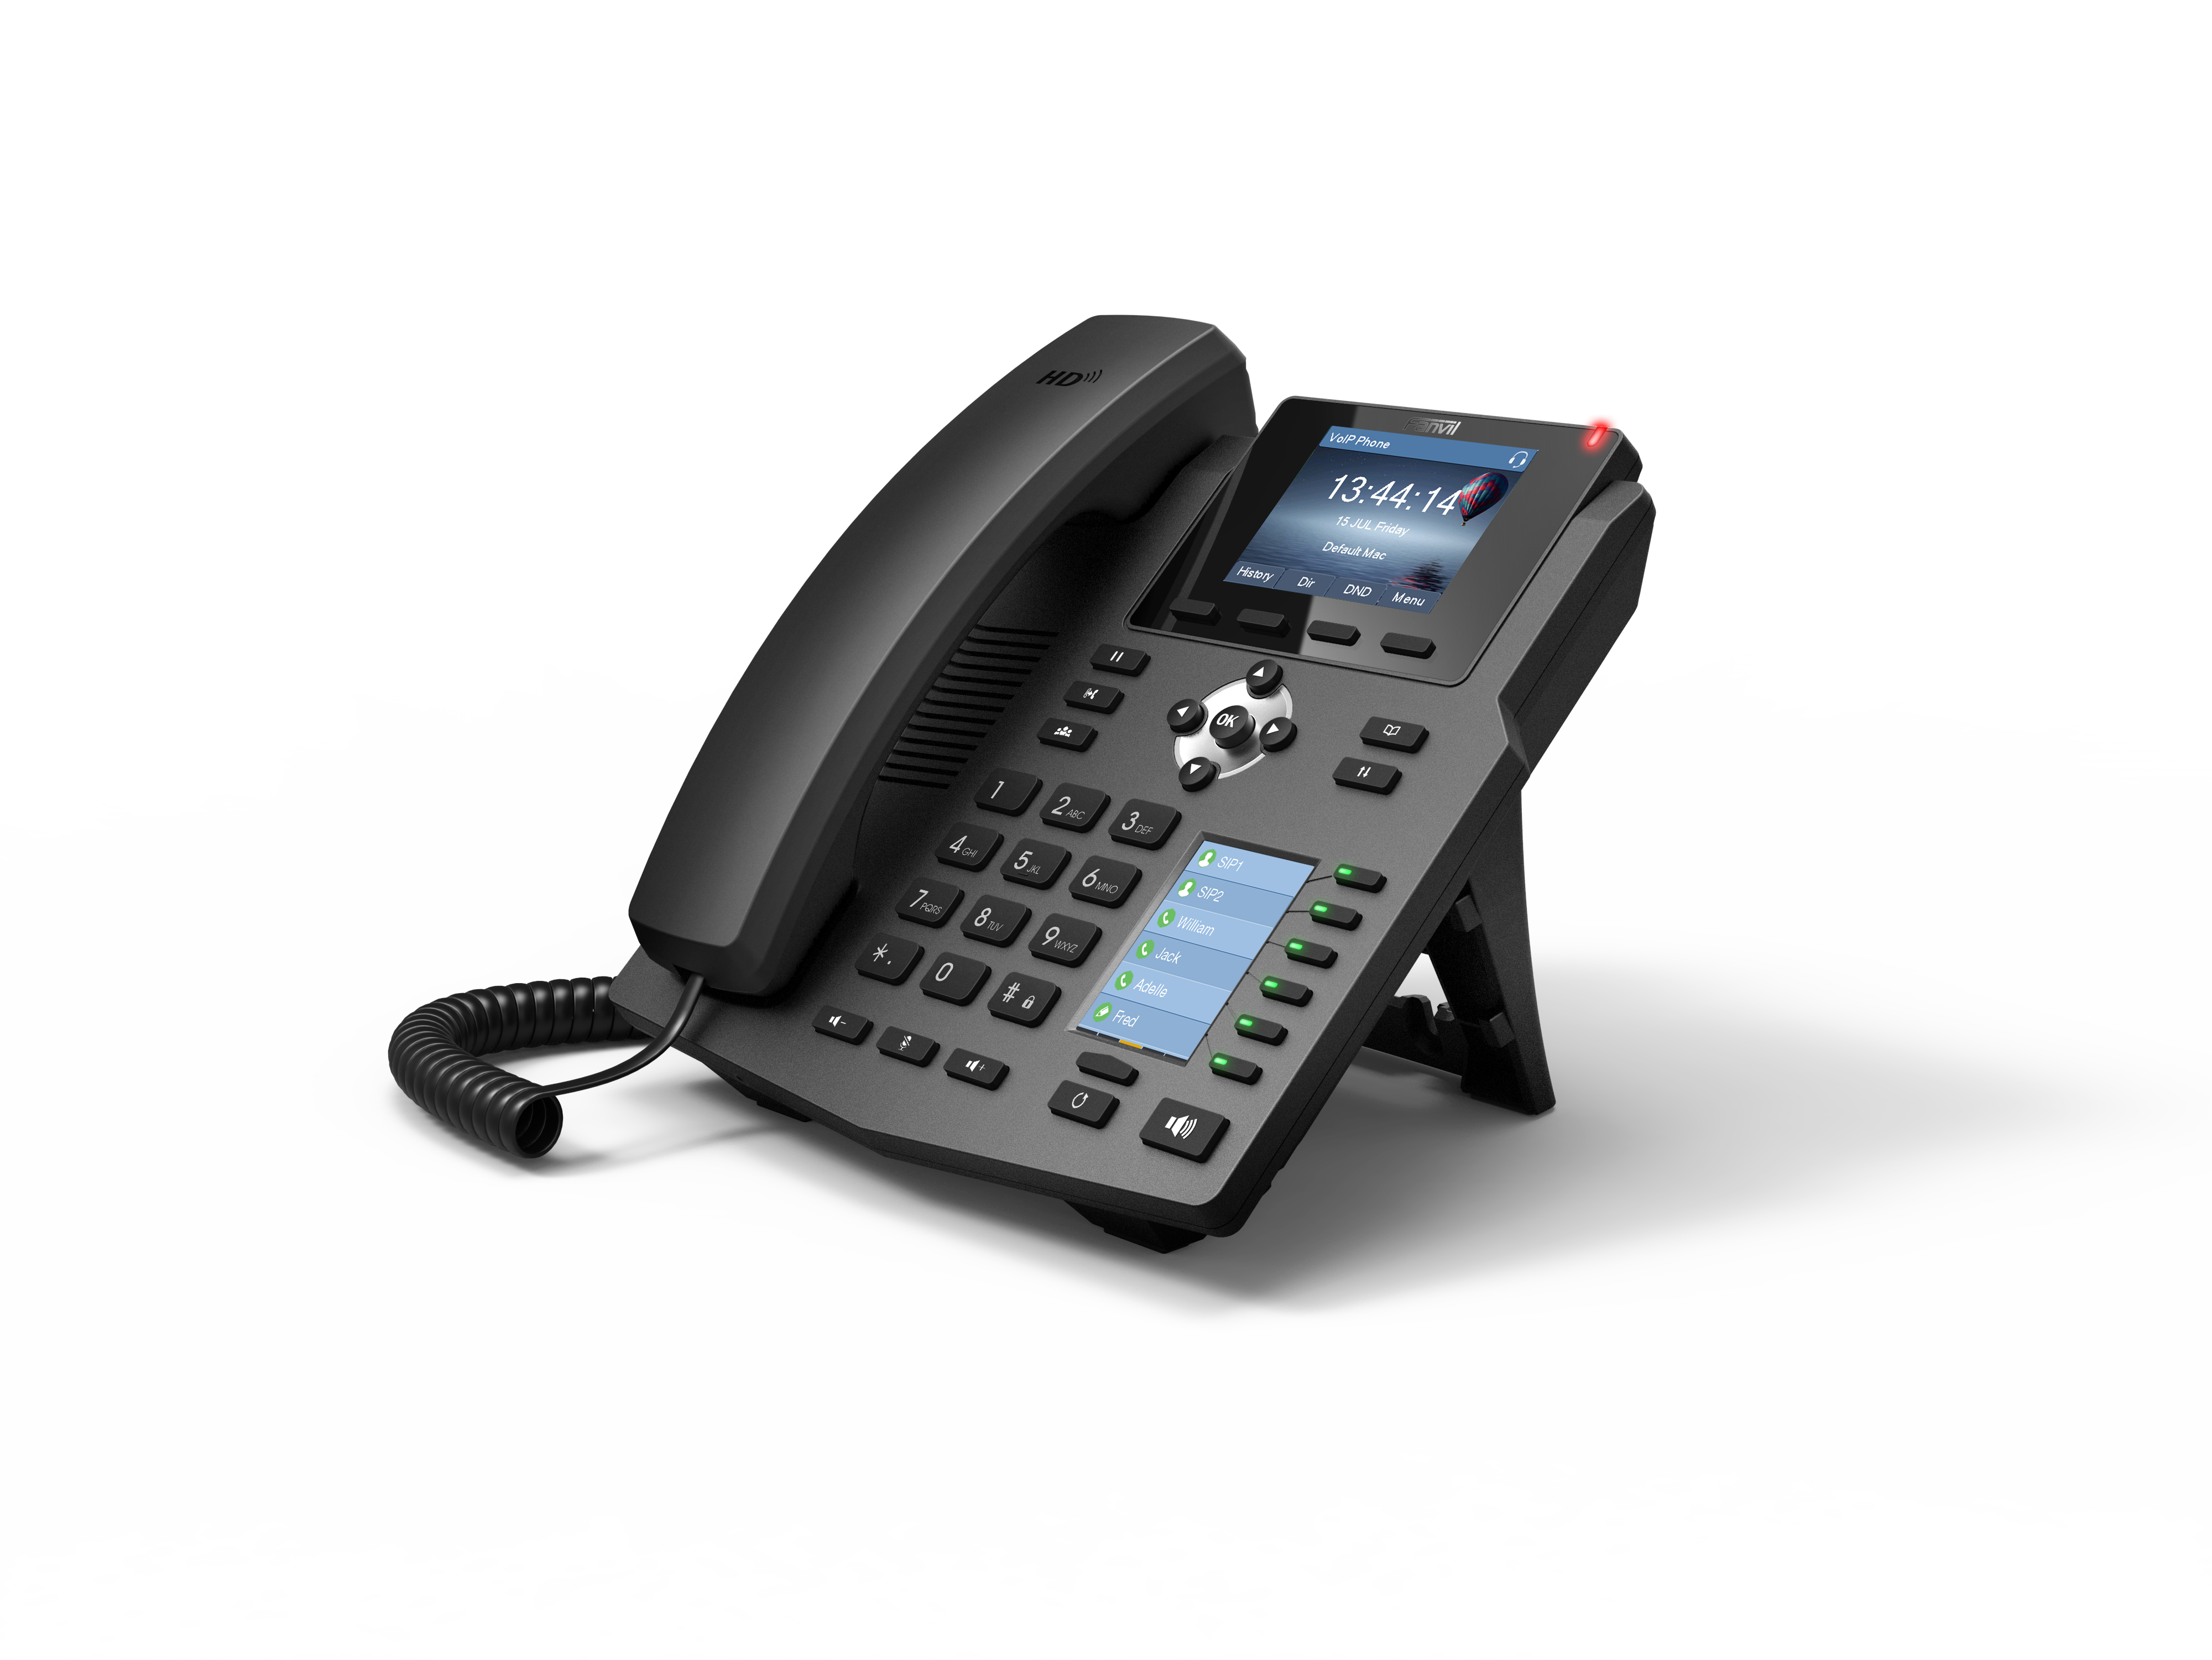 HD
Fanvil
VoIP Phone
13:44:14
15 JUL Friday
Default Mac
History Dir DND Menu
OK
1
2 ABC
3 DEF
4 GHI
5 JKL
6 MNO
7 PQRS
8 TUV
9 WXYZ
*.
0
#
SIP1
SIP2
William
Jack
Adelle
Fred